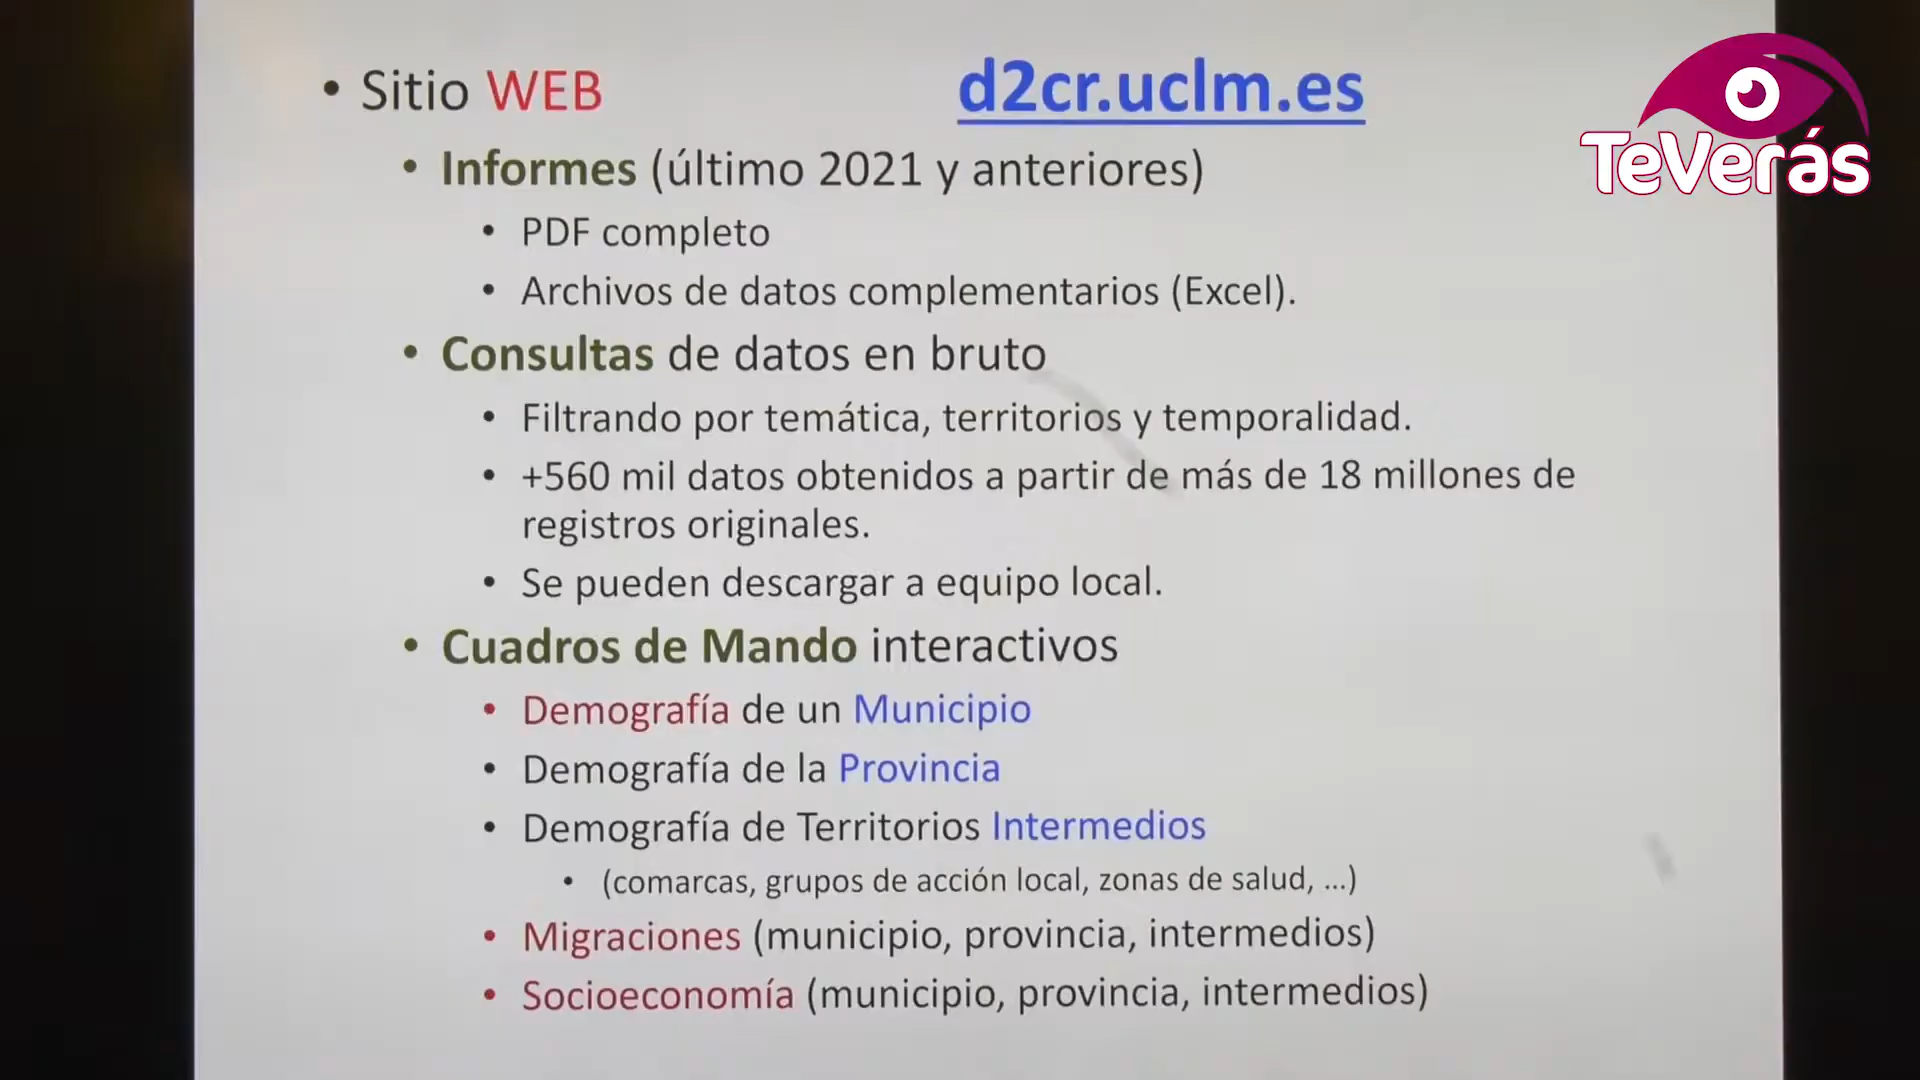 • Sitio WEB d2cr.uclm.es
• Informes (último 2021 y anteriores)
• PDF completo
• Archivos de datos complementarios (Excel).
• Consultas de datos en bruto
• Filtrando por temática, territorios y temporalidad.
• +560 mil datos obtenidos a partir de más de 18 millones de
registros originales.
• Se pueden descargar a equipo local.
• Cuadros de Mando interactivos
• Demografía de un Municipio
• Demografía de la Provincia
• Demografía de Territorios Intermedios
• (comarcas, grupos de acción local, zonas de salud, ...)
• Migraciones (municipio, provincia, intermedios)
• Socioeconomía (municipio, provincia, intermedios)
TeVerás